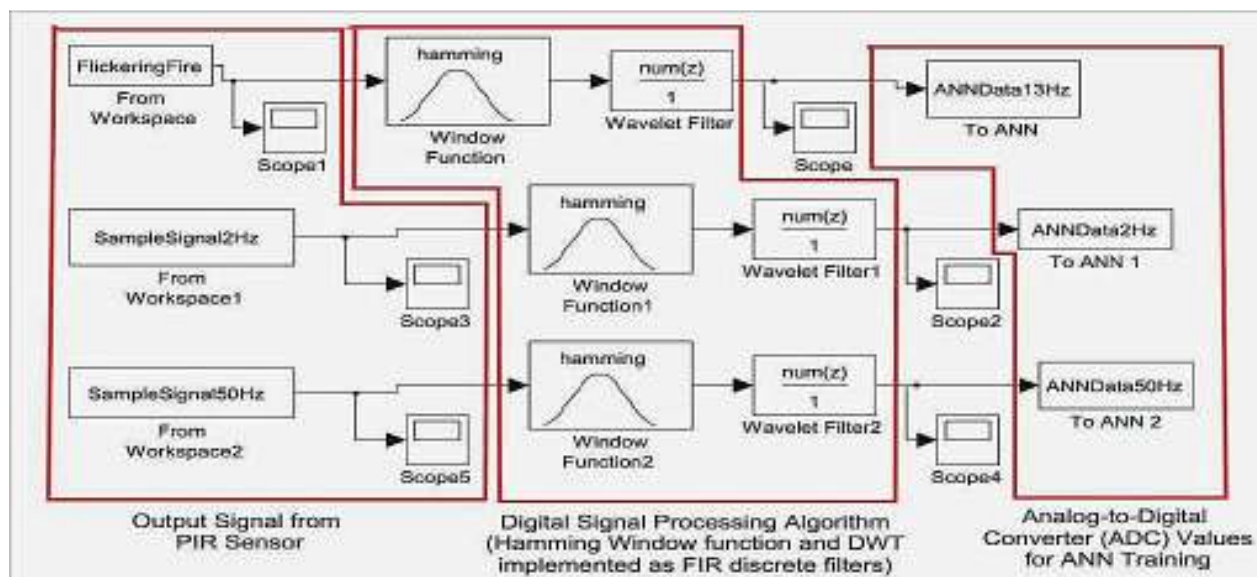 FlickeringFire
From
Workspace
Scope1
hamming
Window
Function
num(z)
1
Wavelet Filter
Scope
ANNData13Hz
To ANN
SampleSignal2Hz
From
Workspace1
Scope3
hamming
Window
Function1
num(z)
1
Wavelet Filter1
Scope2
ANNData2Hz
To ANN 1
SampleSignal50Hz
From
Workspace2
Scope5
hamming
Window
Function2
num(z)
1
Wavelet Filter2
Scope4
ANNData50Hz
To ANN 2
Output Signal from
PIR Sensor
Digital Signal Processing Algorithm
(Hamming Window function and DWT
implemented as FIR discrete filters)
Analog-to-Digital
Converter (ADC) Values
for ANN Training